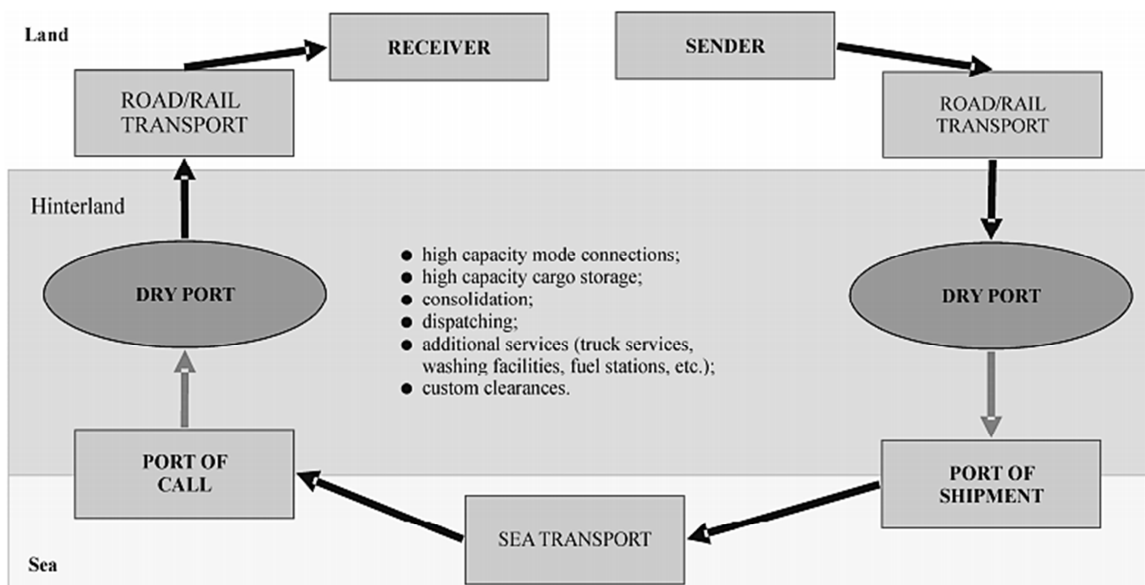 Land
RECEIVER
SENDER
ROAD/RAIL
TRANSPORT
ROAD/RAIL
TRANSPORT
Hinterland
DRY PORT
● high capacity mode connections;
● high capacity cargo storage;
● consolidation;
● dispatching;
● additional services (truck services,
washing facilities, fuel stations, etc.);
● custom clearances.
DRY PORT
PORT OF
CALL
PORT OF
SHIPMENT
SEA TRANSPORT
Sea